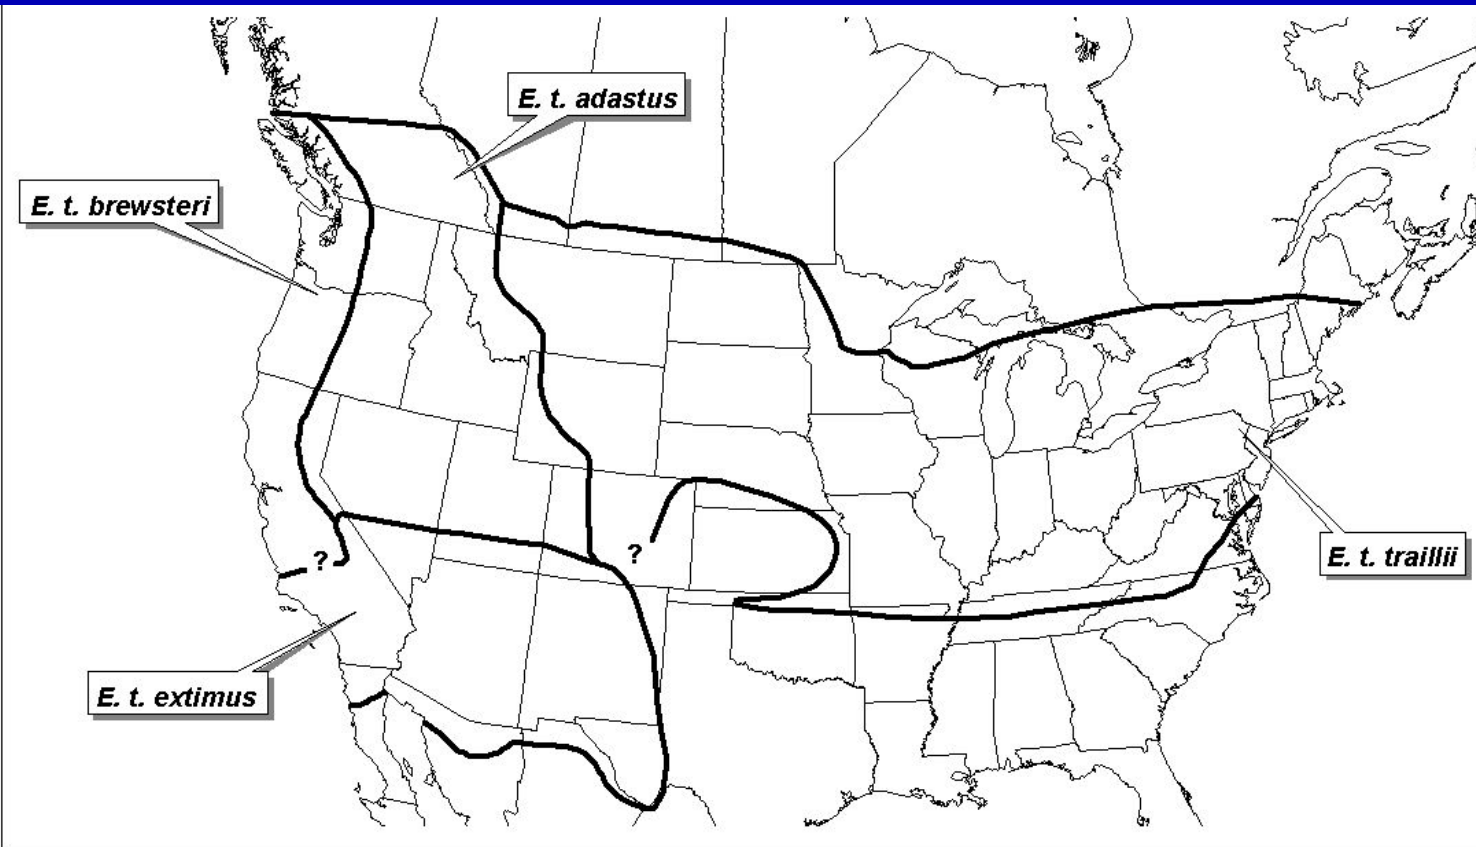 E. t. adastus
E. t. brewsteri
?
?
E. t. traillii
E. t. extimus